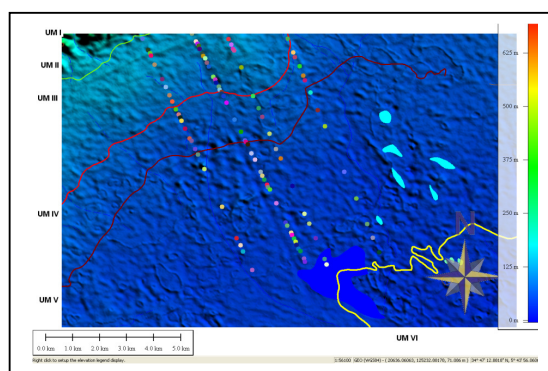 UM I
UM II
UM III
UM IV
UM V
UM VI
625 m
500 m
375 m
250 m
125 m
0 m
N
0.0 km 1.0 km 2.0 km 3.0 km 4.0 km 5.0 km
Right click to setup the elevation legend display.